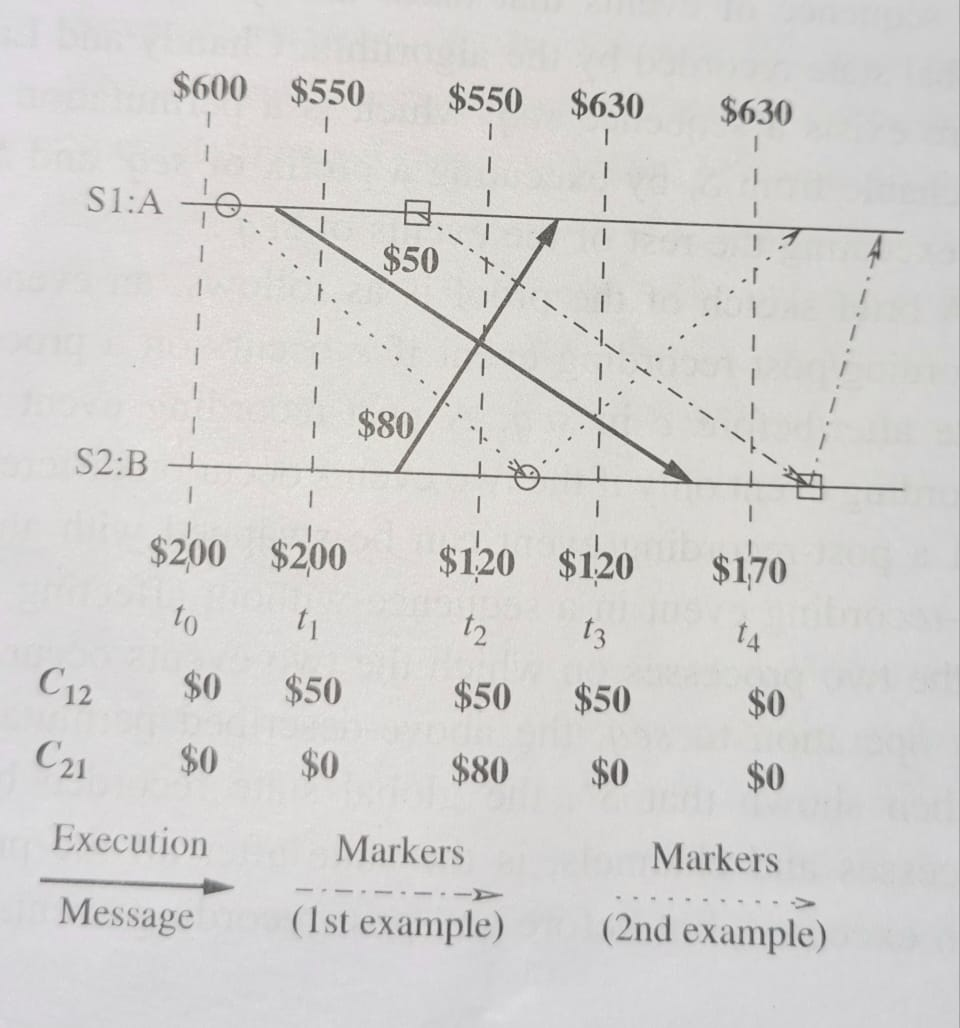 $600 $550 $550 $630 $630
S1:A
$50
$80
S2:B
$200 $200 $120 $120 $170
t0 t1 t2 t3 t4
C12 $0 $50 $50 $50 $0
C21 $0 $0 $80 $0 $0
Execution Markers Markers
Message (1st example) (2nd example)